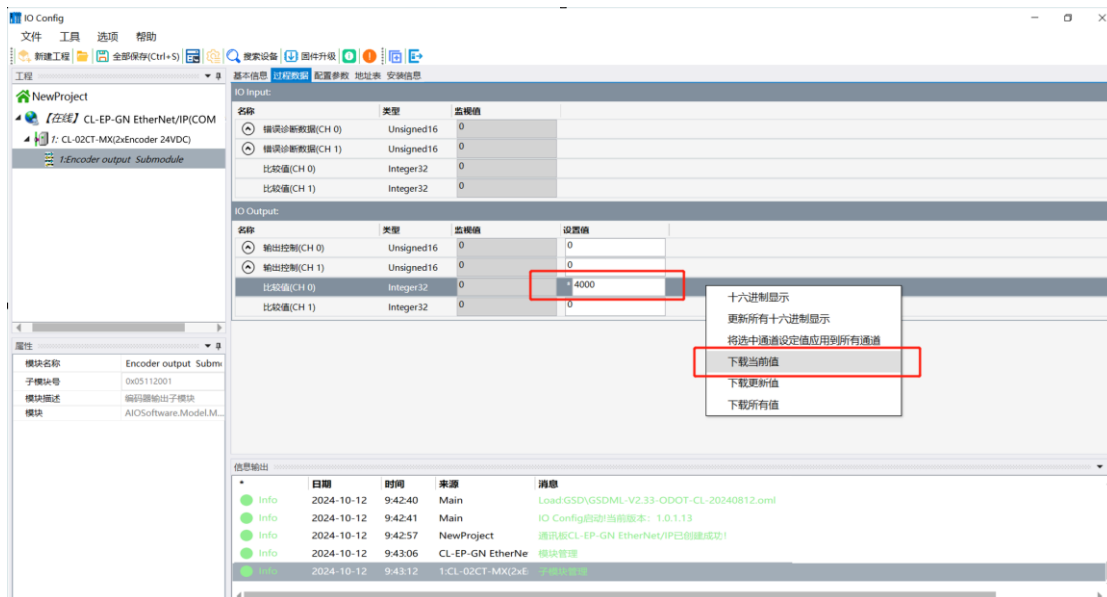 IO Config
文件 工具 选项 帮助
新建工程 全部保存(Ctrl+S) 搜索设备 固件升级
工程
基本信息 过程数据 配置参数 地址表 安装信息
NewProject
【在线】 CL-EP-GN EtherNet/IP(COM
1: CL-02CT-MX(2xEncoder 24VDC)
1:Encoder output Submodule
IO Input:
名称 类型 监视值
错误诊断数据(CH 0) Unsigned16 0
错误诊断数据(CH 1) Unsigned16 0
比较值(CH 0) Integer32 0
比较值(CH 1) Integer32 0
IO Output:
名称 类型 监视值 设置值
输出控制(CH 0) Unsigned16 0 0
输出控制(CH 1) Unsigned16 0 0
比较值(CH 0) Integer32 0 * 4000
比较值(CH 1) Integer32 0 0
十六进制显示
更新所有十六进制显示
将选中通道设定值应用到所有通道
下载当前值
下载更新值
下载所有值
属性
模块名称 Encoder output Submo
子模块号 0x05112001
模块描述 编码器输出子模块
模块 AIOSoftware.Model.M...
信息输出
* 日期 时间 来源 消息
Info 2024-10-12 9:42:40 Main Load:GSD\GSDML-V2.33-ODOT-CL-20240812.oml
Info 2024-10-12 9:42:41 Main IO Config启动!当前版本：1.0.1.13
Info 2024-10-12 9:42:57 NewProject 通讯板CL-EP-GN EtherNet/IP已创建成功!
Info 2024-10-12 9:43:06 CL-EP-GN EtherNe 模块管理
Info 2024-10-12 9:43:12 1:CL-02CT-MX(2xE 子模块管理